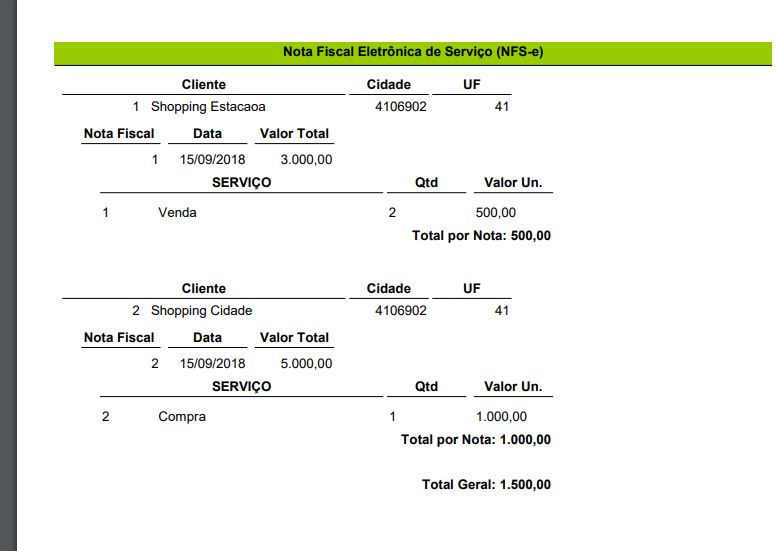 Nota Fiscal Eletrônica de Serviço (NFS-e)
Cliente Cidade UF
1 Shopping Estacaoa 4106902 41
Nota Fiscal Data Valor Total
1 15/09/2018 3.000,00
SERVIÇO Qtd Valor Un.
1 Venda 2 500,00
Total por Nota: 500,00
Cliente Cidade UF
2 Shopping Cidade 4106902 41
Nota Fiscal Data Valor Total
2 15/09/2018 5.000,00
SERVIÇO Qtd Valor Un.
2 Compra 1 1.000,00
Total por Nota: 1.000,00
Total Geral: 1.500,00